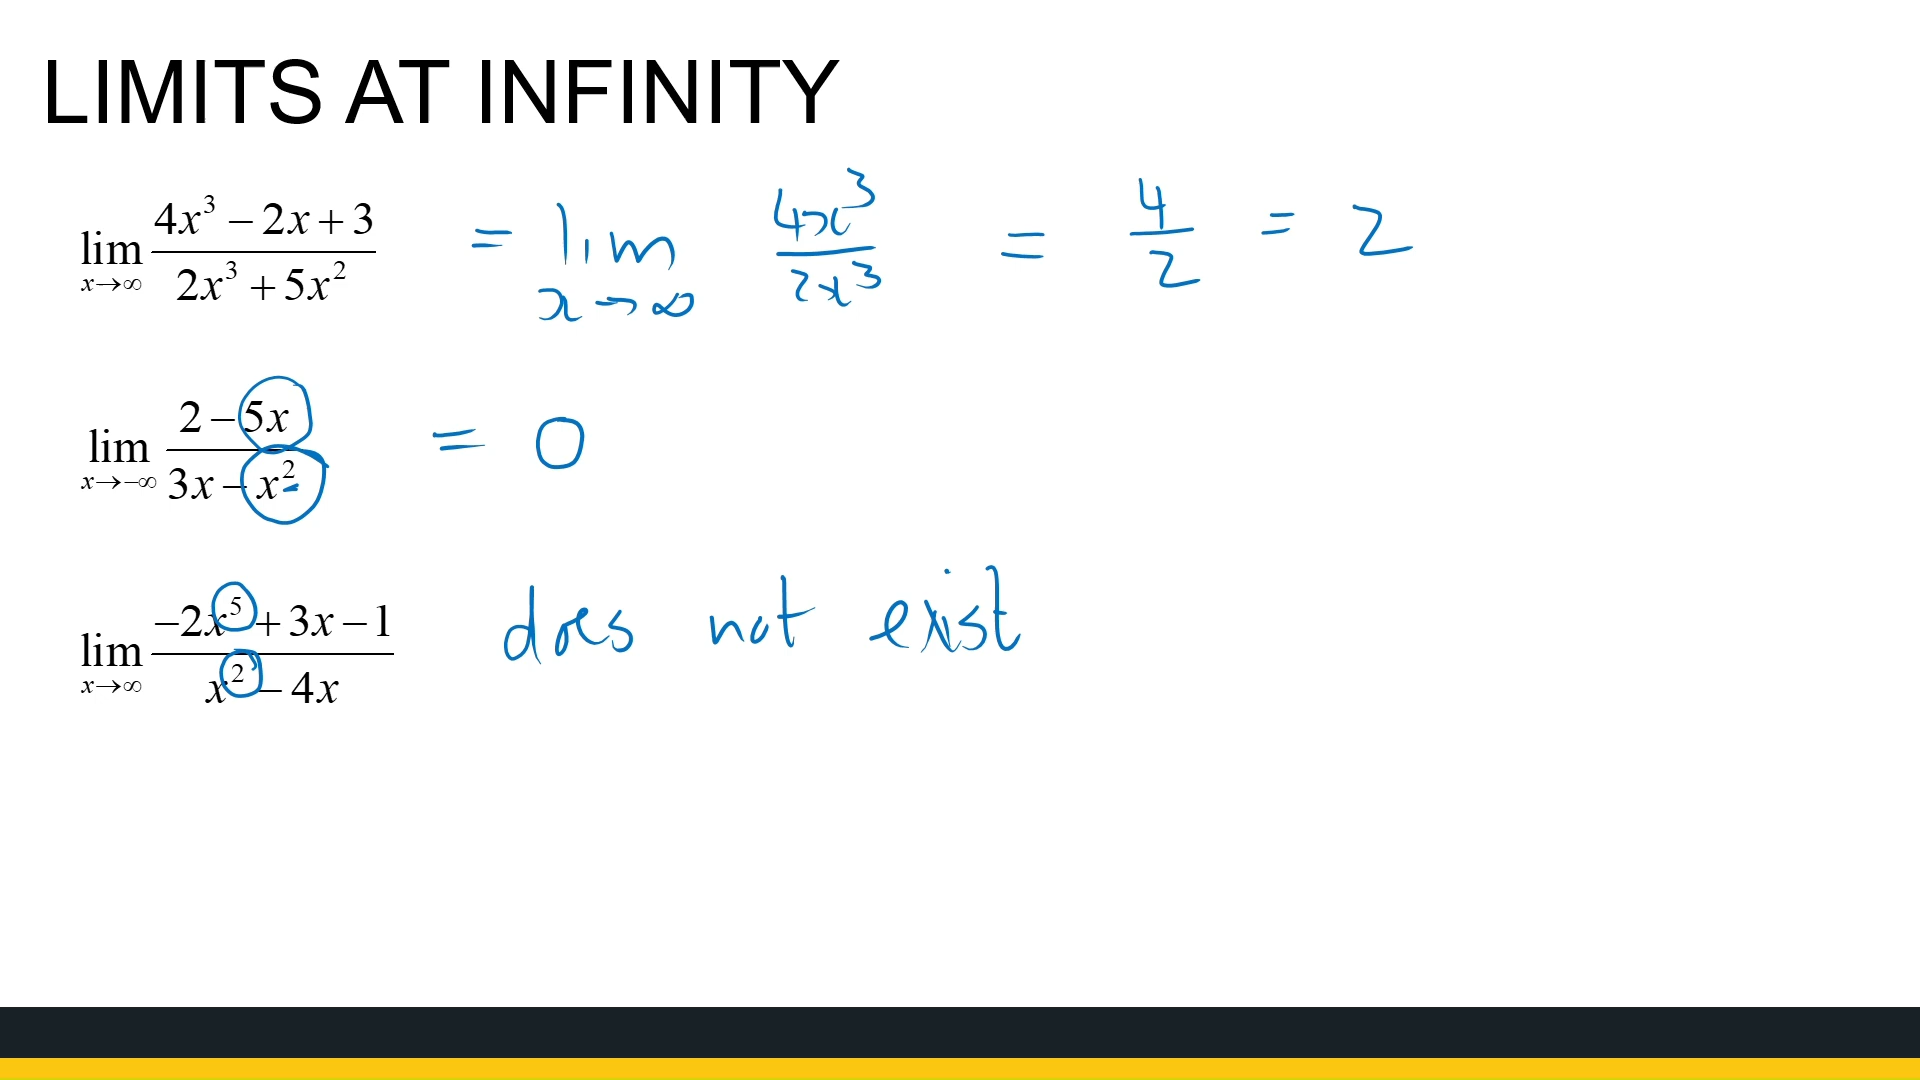 LIMITS AT INFINITY
lim x→∞ (4x³ − 2x + 3)/(2x³ + 5x²) = lim x→∞ 4x³/2x³ = 4/2 = 2
lim x→−∞ (2 − 5x)/(3x − x²) = 0
lim x→∞ (−2x⁵ + 3x − 1)/(x² − 4x) does not exist